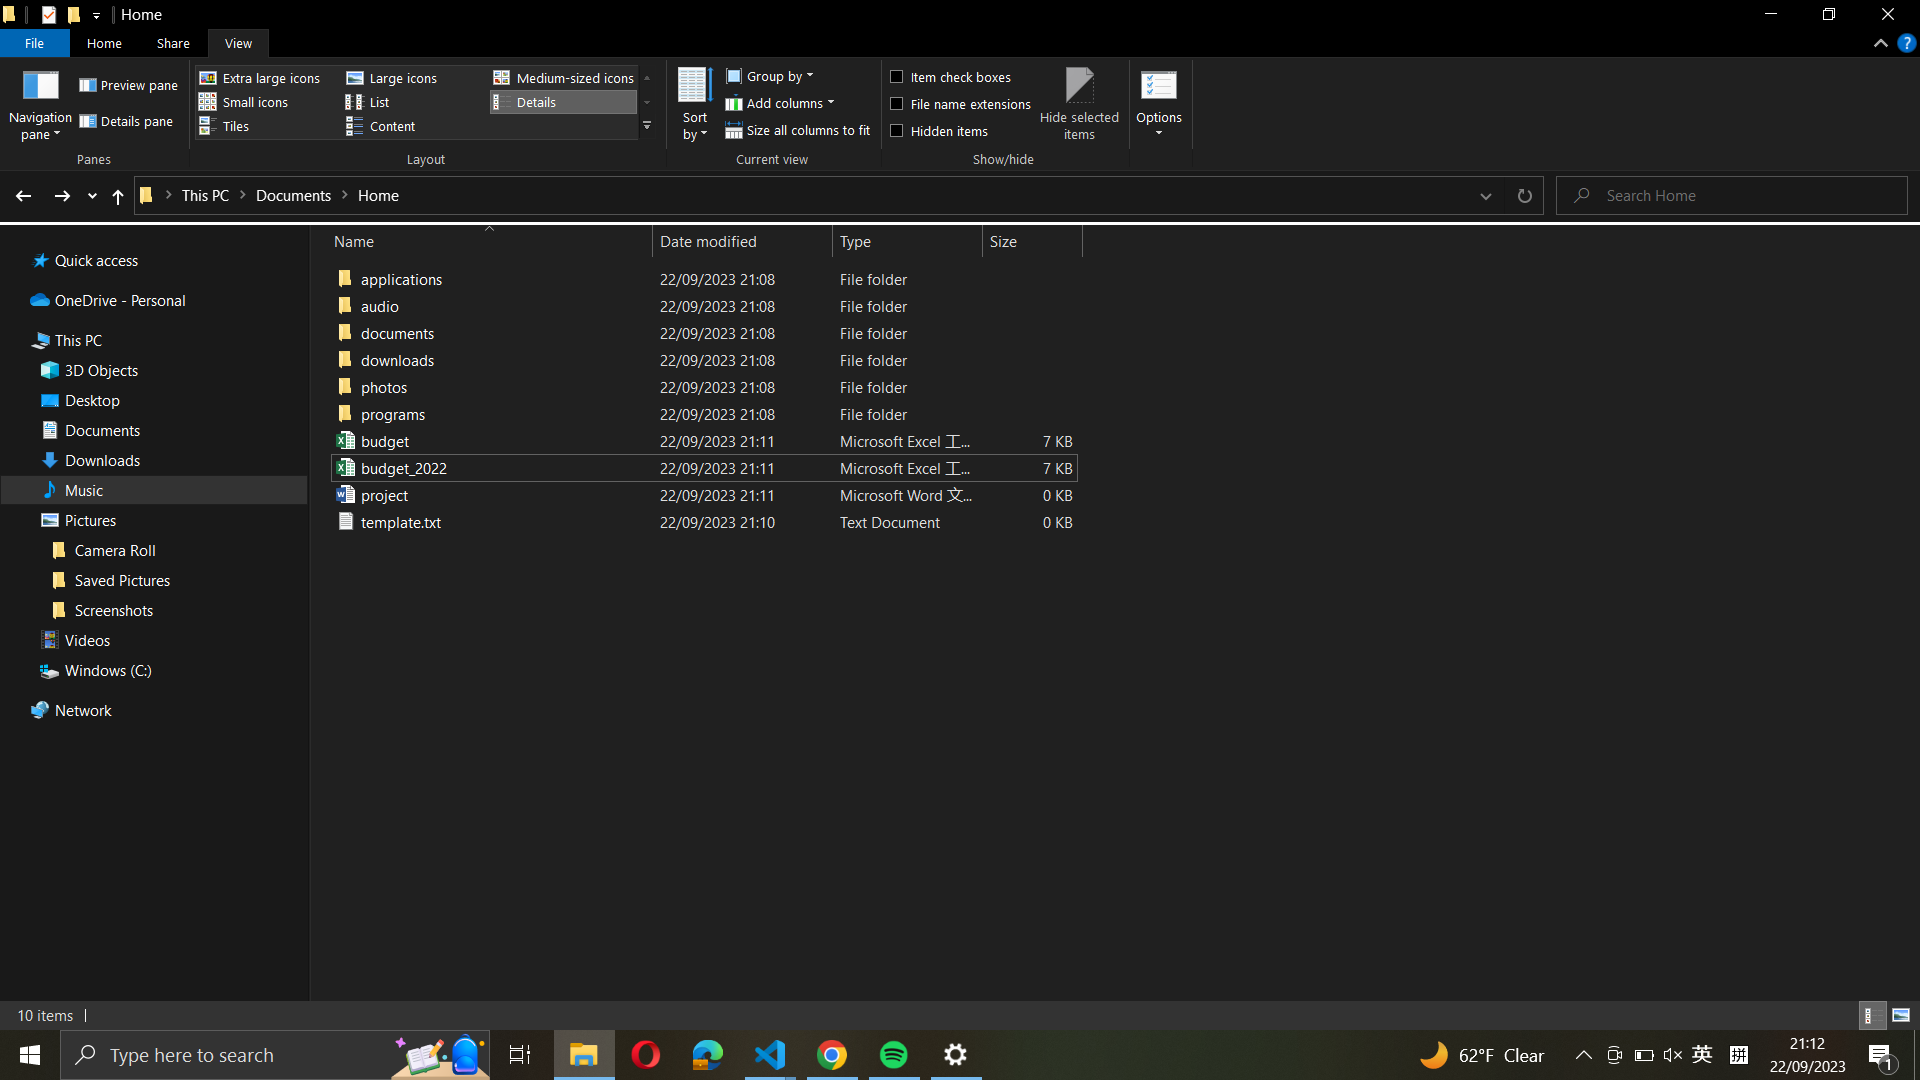 Home
File Home Share View
Navigation pane
Preview pane
Details pane
Panes
Extra large icons Large icons Medium-sized icons
Small icons List Details
Tiles Content
Layout
Sort by
Group by
Add columns
Size all columns to fit
Current view
Item check boxes
File name extensions
Hidden items
Hide selected items
Show/hide
Options
This PC Documents Home
Search Home
Quick access
OneDrive - Personal
This PC
3D Objects
Desktop
Documents
Downloads
Music
Pictures
Camera Roll
Saved Pictures
Screenshots
Videos
Windows (C:)
Network
Name Date modified Type Size
applications 22/09/2023 21:08 File folder
audio 22/09/2023 21:08 File folder
documents 22/09/2023 21:08 File folder
downloads 22/09/2023 21:08 File folder
photos 22/09/2023 21:08 File folder
programs 22/09/2023 21:08 File folder
budget 22/09/2023 21:11 Microsoft Excel 工... 7 KB
budget_2022 22/09/2023 21:11 Microsoft Excel 工... 7 KB
project 22/09/2023 21:11 Microsoft Word 文... 0 KB
template.txt 22/09/2023 21:10 Text Document 0 KB
10 items
Type here to search
62°F Clear
英
拼
21:12
22/09/2023
1